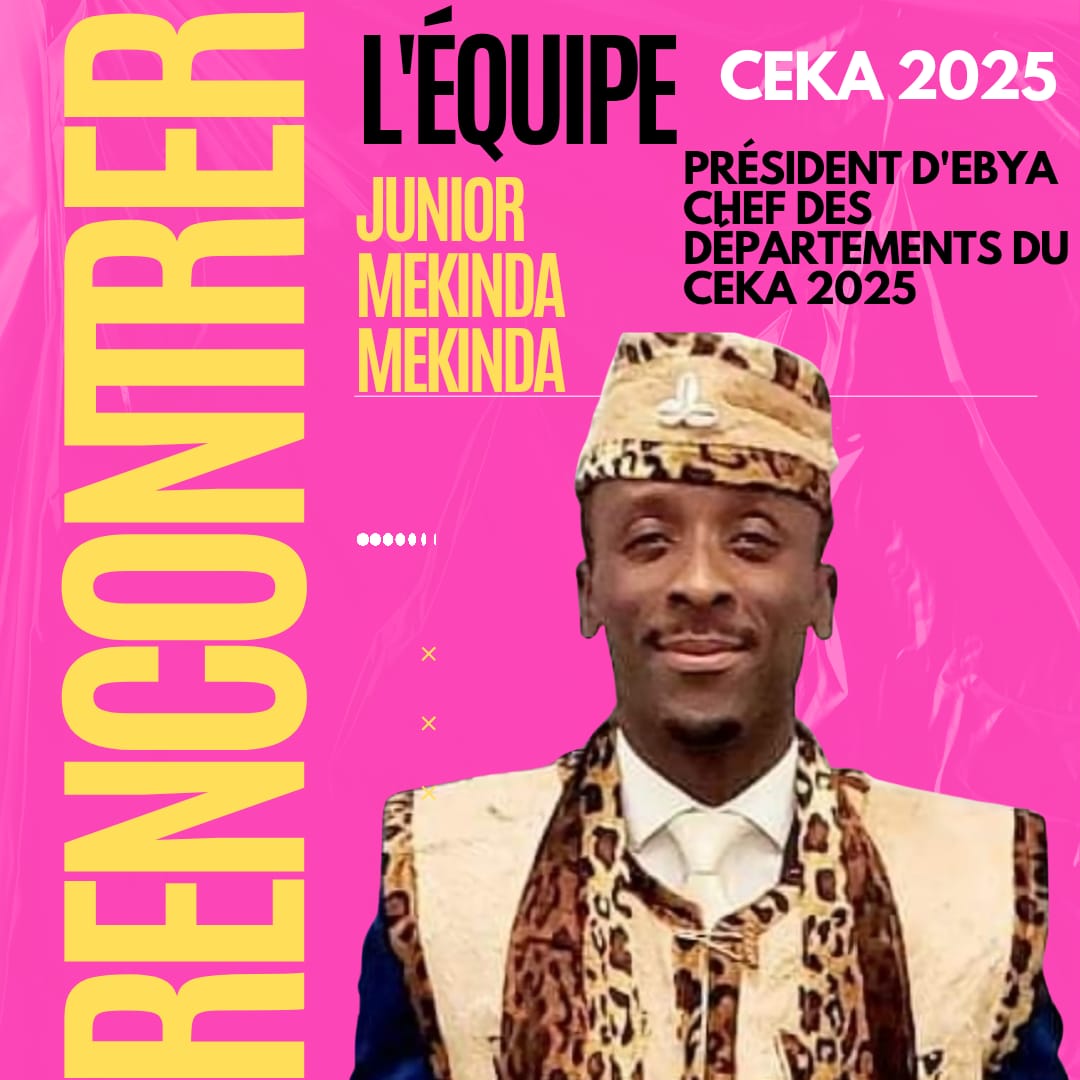 RENCONTRER
L'ÉQUIPE
CEKA 2025
JUNIOR
MEKINDA
MEKINDA
PRÉSIDENT D'EBYA
CHEF DES
DÉPARTEMENTS DU
CEKA 2025